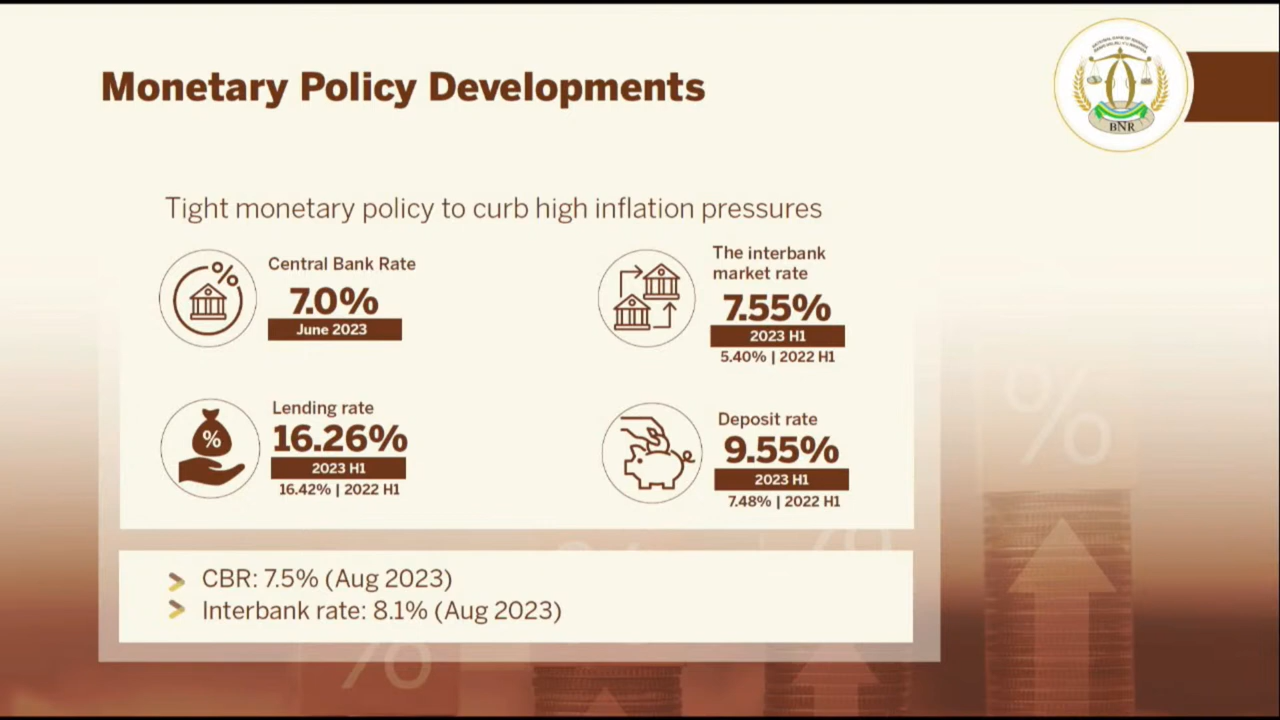 Monetary Policy Developments
BNR
Tight monetary policy to curb high inflation pressures
%
Central Bank Rate
7.0%
June 2023
The interbank
market rate
7.55%
2023 H1
5.40% | 2022 H1
%
Lending rate
16.26%
2023 H1
16.42% | 2022 H1
Deposit rate
9.55%
2023 H1
7.48% | 2022 H1
CBR: 7.5% (Aug 2023)
Interbank rate: 8.1% (Aug 2023)
%
%